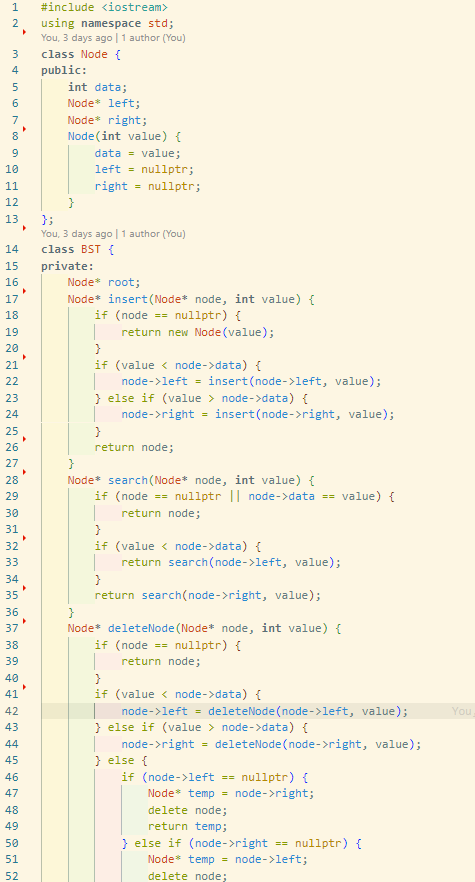 1 #include <iostream>
2 using namespace std;
You, 3 days ago | 1 author (You)
3 class Node {
4 public:
5     int data;
6     Node* left;
7     Node* right;
8     Node(int value) {
9         data = value;
10         left = nullptr;
11         right = nullptr;
12     }
13 };
You, 3 days ago | 1 author (You)
14 class BST {
15 private:
16     Node* root;
17     Node* insert(Node* node, int value) {
18         if (node == nullptr) {
19             return new Node(value);
20         }
21         if (value < node->data) {
22             node->left = insert(node->left, value);
23         } else if (value > node->data) {
24             node->right = insert(node->right, value);
25         }
26         return node;
27     }
28     Node* search(Node* node, int value) {
29         if (node == nullptr || node->data == value) {
30             return node;
31         }
32         if (value < node->data) {
33             return search(node->left, value);
34         }
35         return search(node->right, value);
36     }
37     Node* deleteNode(Node* node, int value) {
38         if (node == nullptr) {
39             return node;
40         }
41         if (value < node->data) {
42             node->left = deleteNode(node->left, value); You,
43         } else if (value > node->data) {
44             node->right = deleteNode(node->right, value);
45         } else {
46             if (node->left == nullptr) {
47                 Node* temp = node->right;
48                 delete node;
49                 return temp;
50             } else if (node->right == nullptr) {
51                 Node* temp = node->left;
52                 delete node;